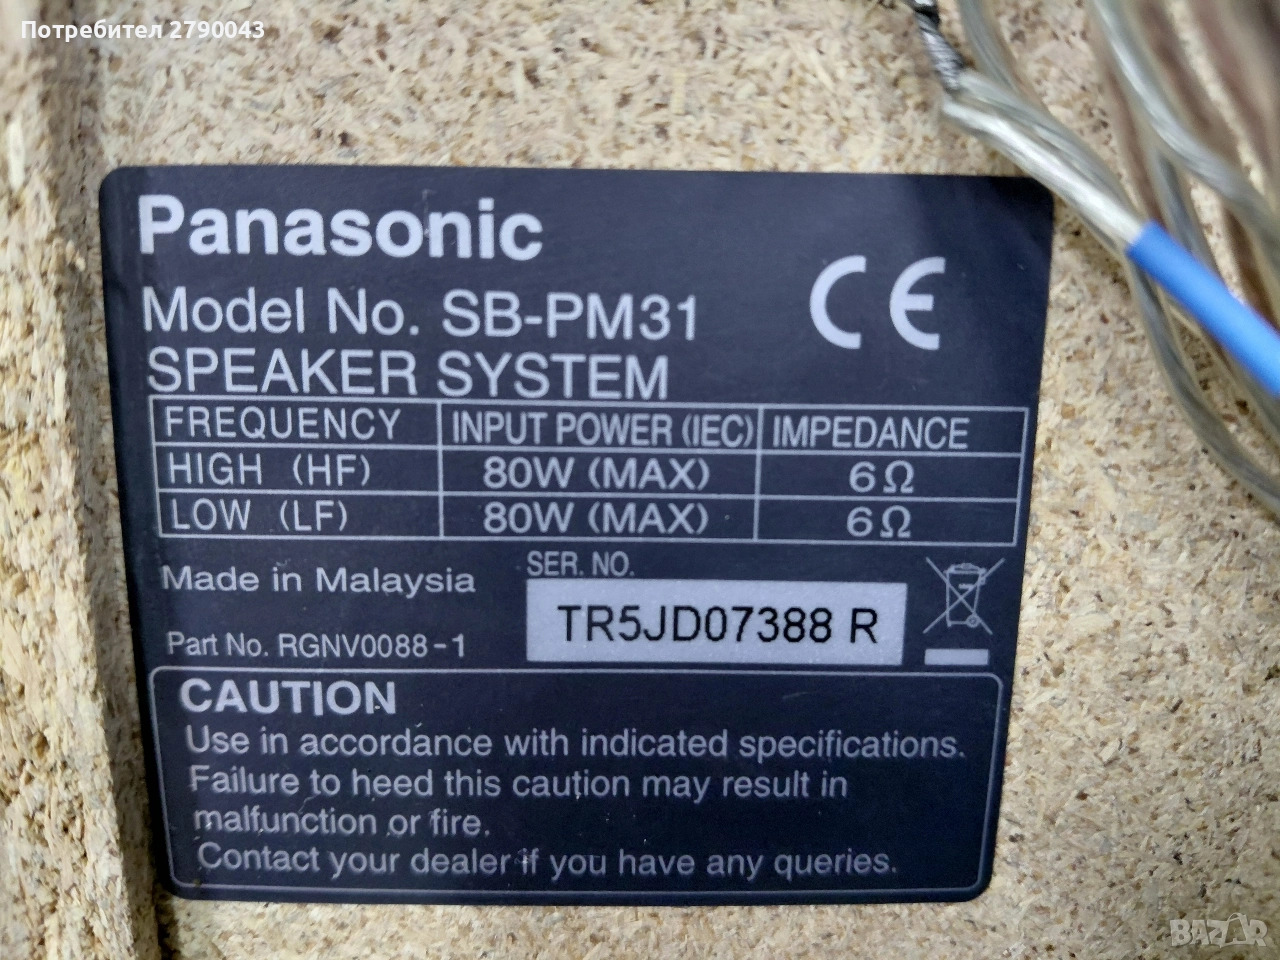 Потребител 2790043
Panasonic
Model No. SB-PM31
CE
SPEAKER SYSTEM
FREQUENCY INPUT POWER (IEC) IMPEDANCE
HIGH (HF) 80W (MAX) 6Ω
LOW (LF) 80W (MAX) 6Ω
Made in Malaysia
SER. NO.
TR5JD07388 R
Part No. RGNV0088-1
CAUTION
Use in accordance with indicated specifications.
Failure to heed this caution may result in
malfunction or fire.
Contact your dealer if you have any queries.
BAZAR